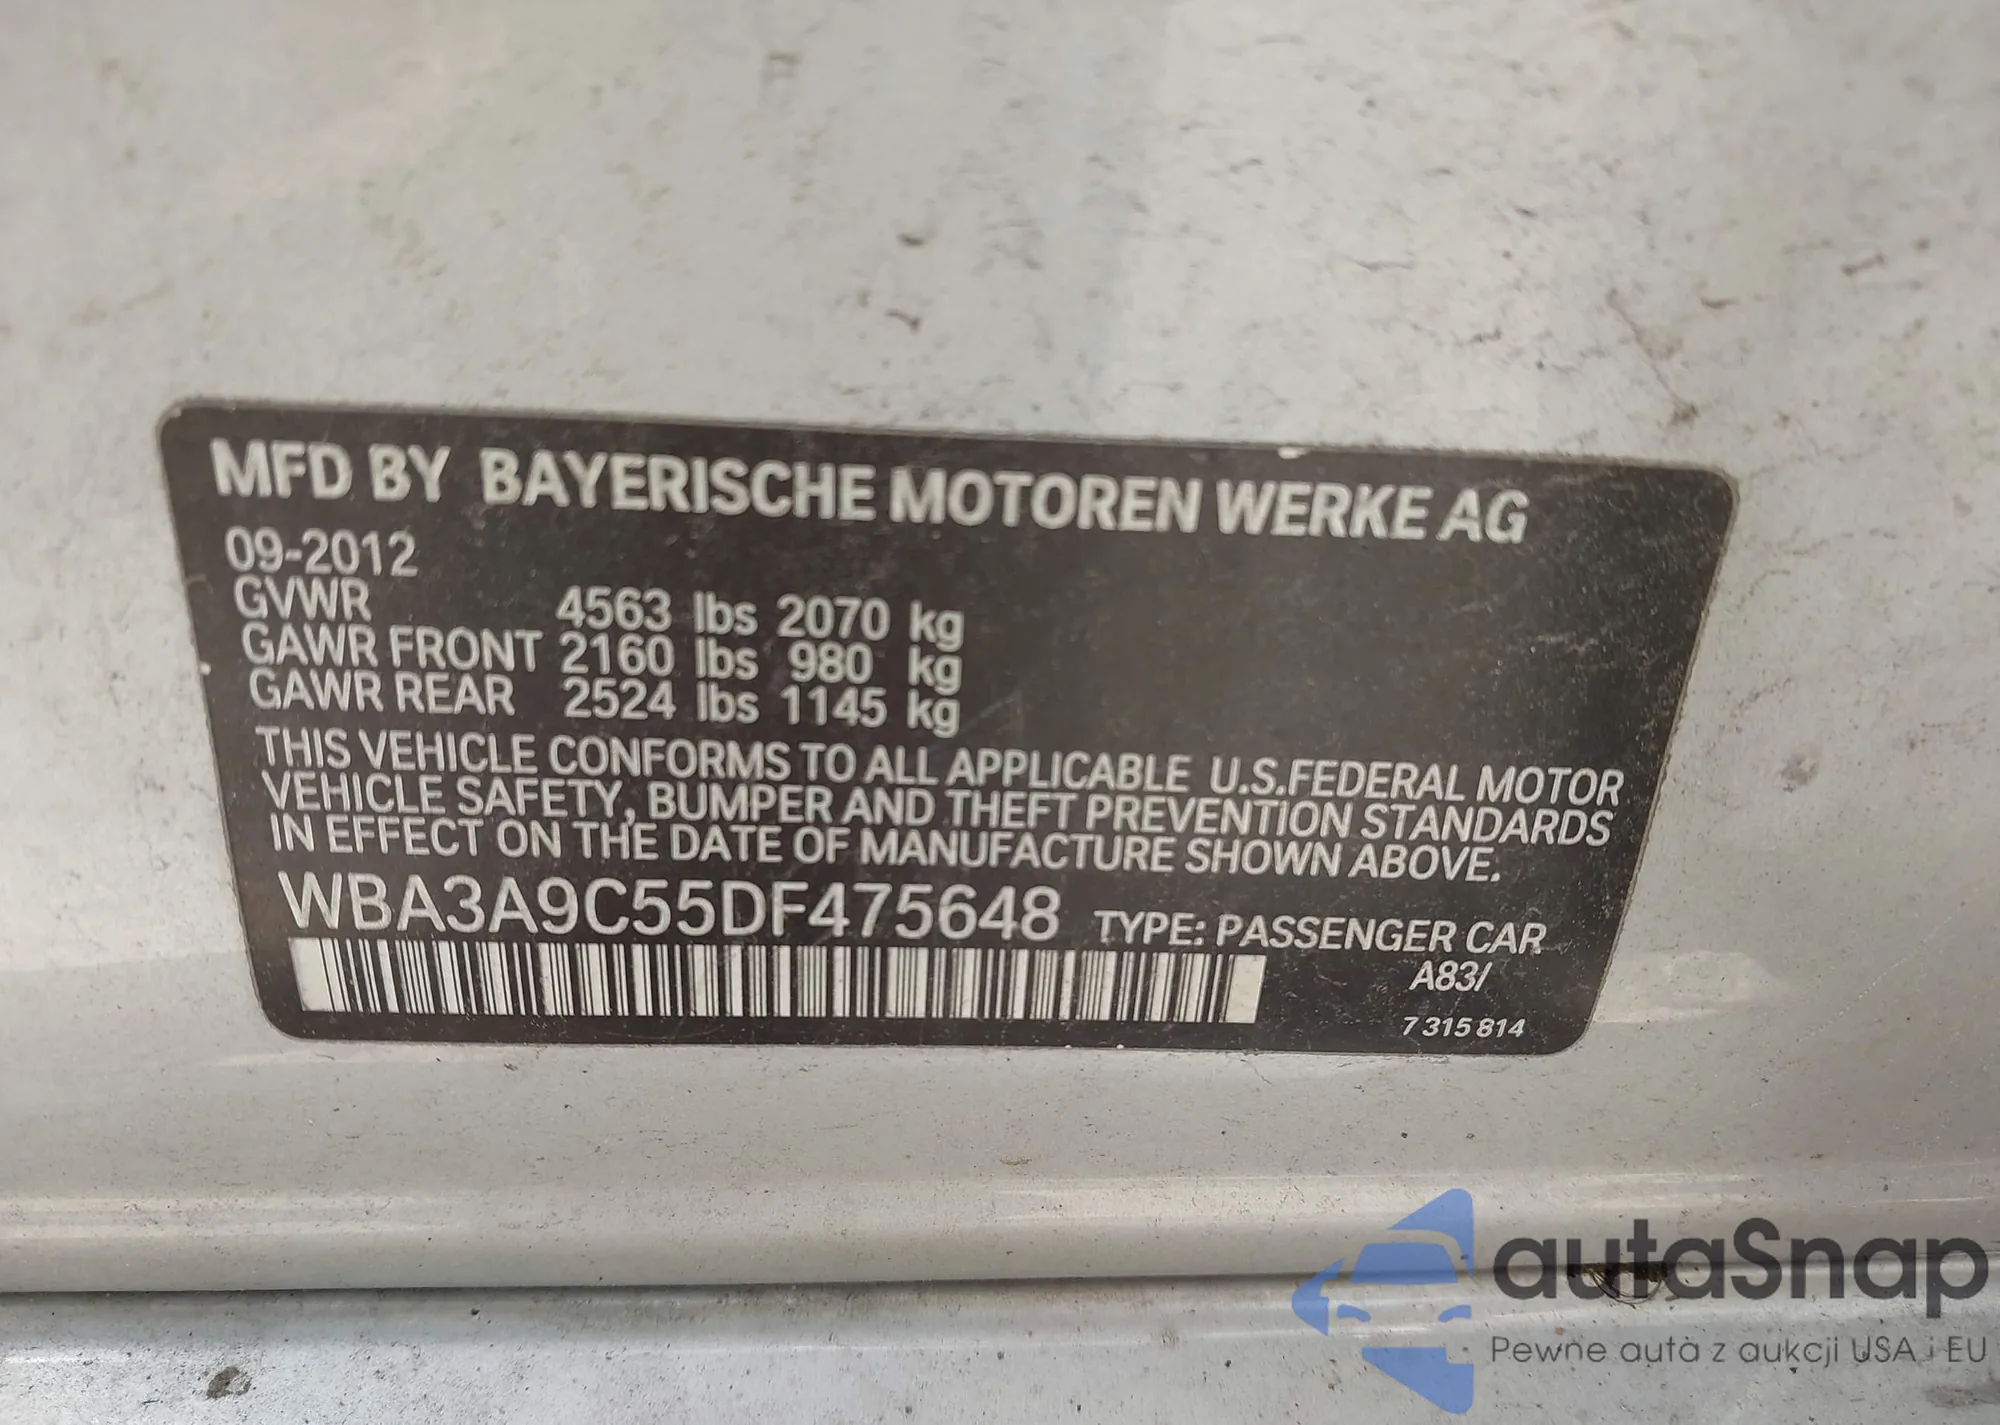 MFD BY BAYERISCHE MOTOREN WERKE AG
09-2012
GVWR 4563 lbs 2070 kg
GAWR FRONT 2160 lbs 980 kg
GAWR REAR 2524 lbs 1145 kg
THIS VEHICLE CONFORMS TO ALL APPLICABLE U.S.FEDERAL MOTOR
VEHICLE SAFETY, BUMPER AND THEFT PREVENTION STANDARDS
IN EFFECT ON THE DATE OF MANUFACTURE SHOWN ABOVE.
WBA3A9C55DF475648 TYPE: PASSENGER CAR
A83/
7 315 814
autaSnap
Pewne auta z aukcji USA i EU